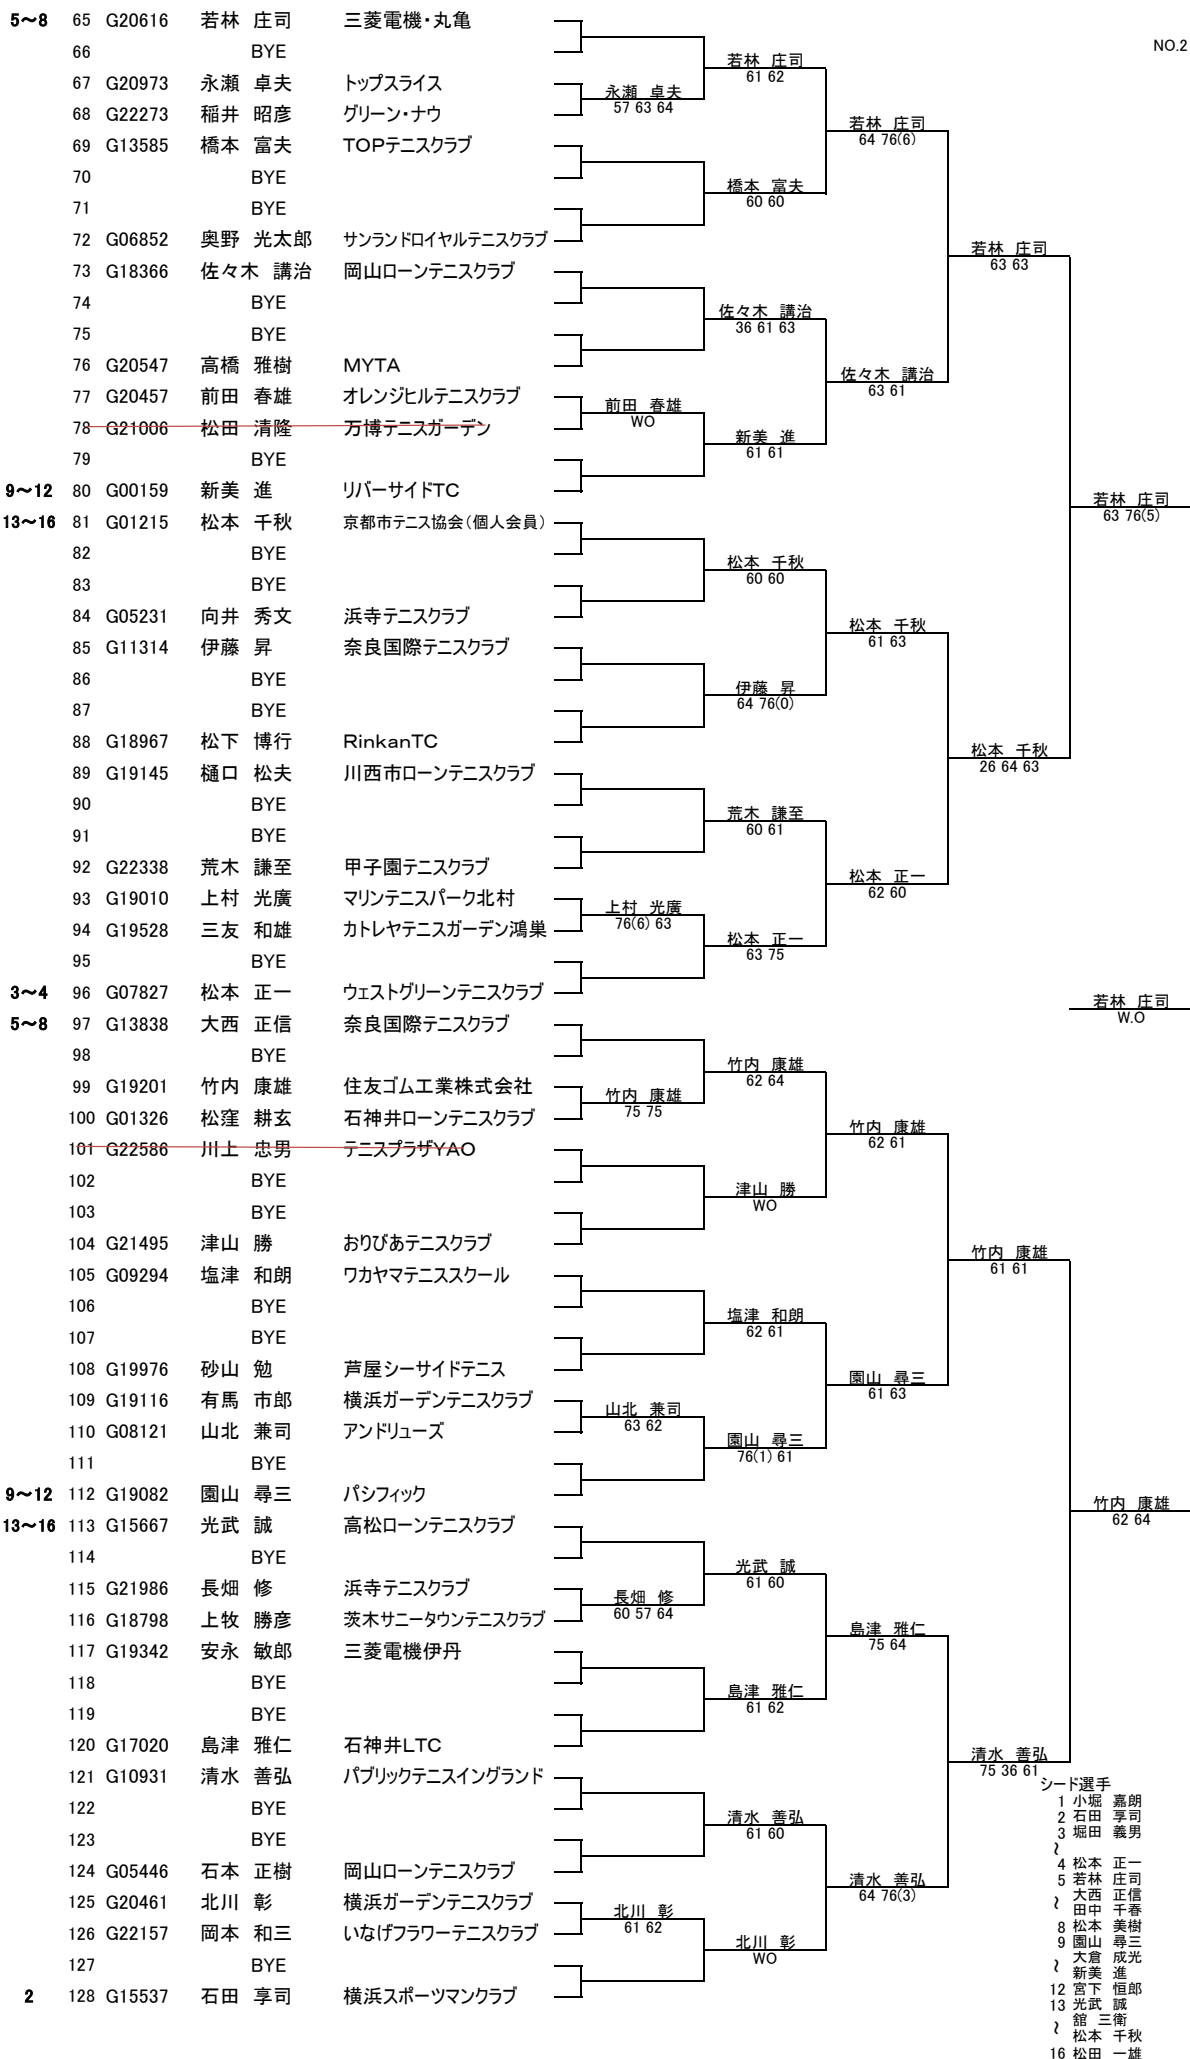 NO.2
5～8 65 G20616 若林 庄司 三菱電機・丸亀
66 BYE
若林 庄司
61 62
67 G20973 永瀬 卓夫 トップスライス
永瀬 卓夫
57 63 64
68 G22273 稲井 昭彦 グリーン・ナウ
若林 庄司
64 76(6)
69 G13585 橋本 富夫 TOPテニスクラブ
70 BYE
橋本 富夫
60 60
71 BYE
72 G06852 奥野 光太郎 サンランドロイヤルテニスクラブ
若林 庄司
63 63
73 G18366 佐々木 講治 岡山ローンテニスクラブ
74 BYE
佐々木 講治
36 61 63
75 BYE
76 G20547 高橋 雅樹 MYTA
佐々木 講治
63 61
77 G20457 前田 春雄 オレンジヒルテニスクラブ
前田 春雄
WO
78 G21006 松田 清隆 万博テニスガーデン
新美 進
61 61
79 BYE
9～12 80 G00159 新美 進 リバーサイドTC
若林 庄司
63 76(5)
13～16 81 G01215 松本 千秋 京都市テニス協会(個人会員)
82 BYE
松本 千秋
60 60
83 BYE
84 G05231 向井 秀文 浜寺テニスクラブ
松本 千秋
61 63
85 G11314 伊藤 昇 奈良国際テニスクラブ
86 BYE
伊藤 昇
64 76(0)
87 BYE
88 G18967 松下 博行 RinkanTC
松本 千秋
26 64 63
89 G19145 樋口 松夫 川西市ローンテニスクラブ
90 BYE
荒木 謙至
60 61
91 BYE
92 G22338 荒木 謙至 甲子園テニスクラブ
松本 正一
62 60
93 G19010 上村 光廣 マリンテニスパーク北村
上村 光廣
76(6) 63
94 G19528 三友 和雄 カトレヤテニスガーデン鴻巣
松本 正一
63 75
95 BYE
3～4 96 G07827 松本 正一 ウェストグリーンテニスクラブ
若林 庄司
W.O
5～8 97 G13838 大西 正信 奈良国際テニスクラブ
98 BYE
竹内 康雄
62 64
99 G19201 竹内 康雄 住友ゴム工業株式会社
竹内 康雄
75 75
100 G01326 松窪 耕玄 石神井ローンテニスクラブ
竹内 康雄
62 61
101 G22586 川上 忠男 テニスプラザYAO
102 BYE
津山 勝
WO
103 BYE
104 G21495 津山 勝 おりびあテニスクラブ
竹内 康雄
61 61
105 G09294 塩津 和朗 ワカヤマテニススクール
106 BYE
塩津 和朗
62 61
107 BYE
108 G19976 砂山 勉 芦屋シーサイドテニス
園山 尋三
61 63
109 G19116 有馬 市郎 横浜ガーデンテニスクラブ
山北 兼司
63 62
110 G08121 山北 兼司 アンドリューズ
園山 尋三
76(1) 61
111 BYE
9～12 112 G19082 園山 尋三 パシフィック
竹内 康雄
62 64
13～16 113 G15667 光武 誠 高松ローンテニスクラブ
114 BYE
光武 誠
61 60
115 G21986 長畑 修 浜寺テニスクラブ
長畑 修
60 57 64
116 G18798 上牧 勝彦 茨木サニータウンテニスクラブ
島津 雅仁
75 64
117 G19342 安永 敏郎 三菱電機伊丹
118 BYE
島津 雅仁
61 62
119 BYE
120 G17020 島津 雅仁 石神井LTC
清水 善弘
75 36 61
121 G10931 清水 善弘 パブリックテニスイングランド
122 BYE
清水 善弘
61 60
123 BYE
124 G05446 石本 正樹 岡山ローンテニスクラブ
清水 善弘
64 76(3)
125 G20461 北川 彰 横浜ガーデンテニスクラブ
北川 彰
61 62
126 G22157 岡本 和三 いなげフラワーテニスクラブ
北川 彰
WO
127 BYE
2 128 G15537 石田 享司 横浜スポーツマンクラブ
シード選手
1 小堀 嘉朗
2 石田 享司
3 堀田 義男
～
4 松本 正一
5 若林 庄司
大西 正信
～ 田中 千春
8 松本 美樹
9 園山 尋三
大倉 成光
～ 新美 進
12 宮下 恒郎
13 光武 誠
舘 三衛
～ 松本 千秋
16 松田 一雄